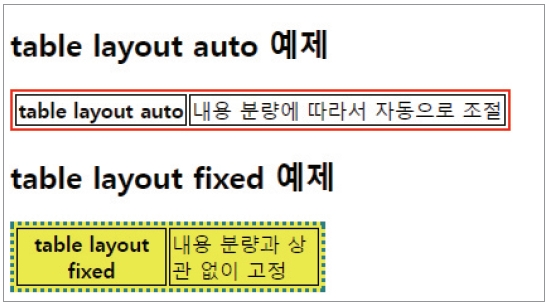 table layout auto 예제
table layout auto 내용 분량에 따라서 자동으로 조절
table layout fixed 예제
table layout
fixed
내용 분량과 상
관 없이 고정